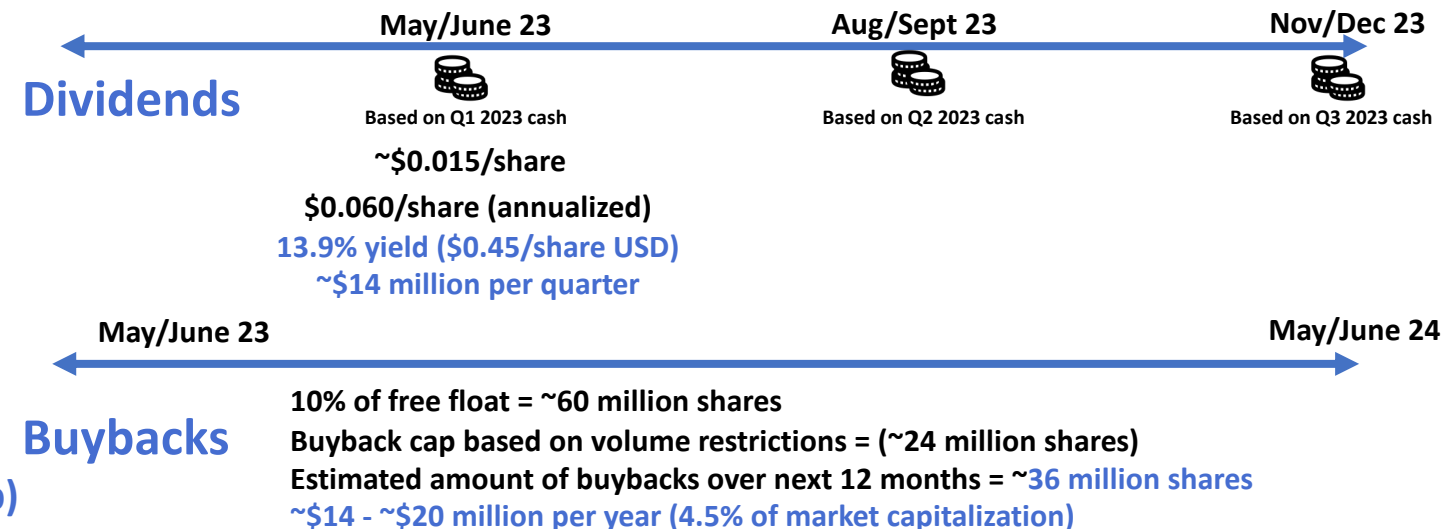 May/June 23 Aug/Sept 23 Nov/Dec 23
Dividends
Based on Q1 2023 cash Based on Q2 2023 cash Based on Q3 2023 cash
~$0.015/share
$0.060/share (annualized)
13.9% yield ($0.45/share USD)
~$14 million per quarter
May/June 23 May/June 24
10% of free float = ~60 million shares
Buybacks
Buyback cap based on volume restrictions = (~24 million shares)
Estimated amount of buybacks over next 12 months = ~36 million shares
~$14 - ~$20 million per year (4.5% of market capitalization)